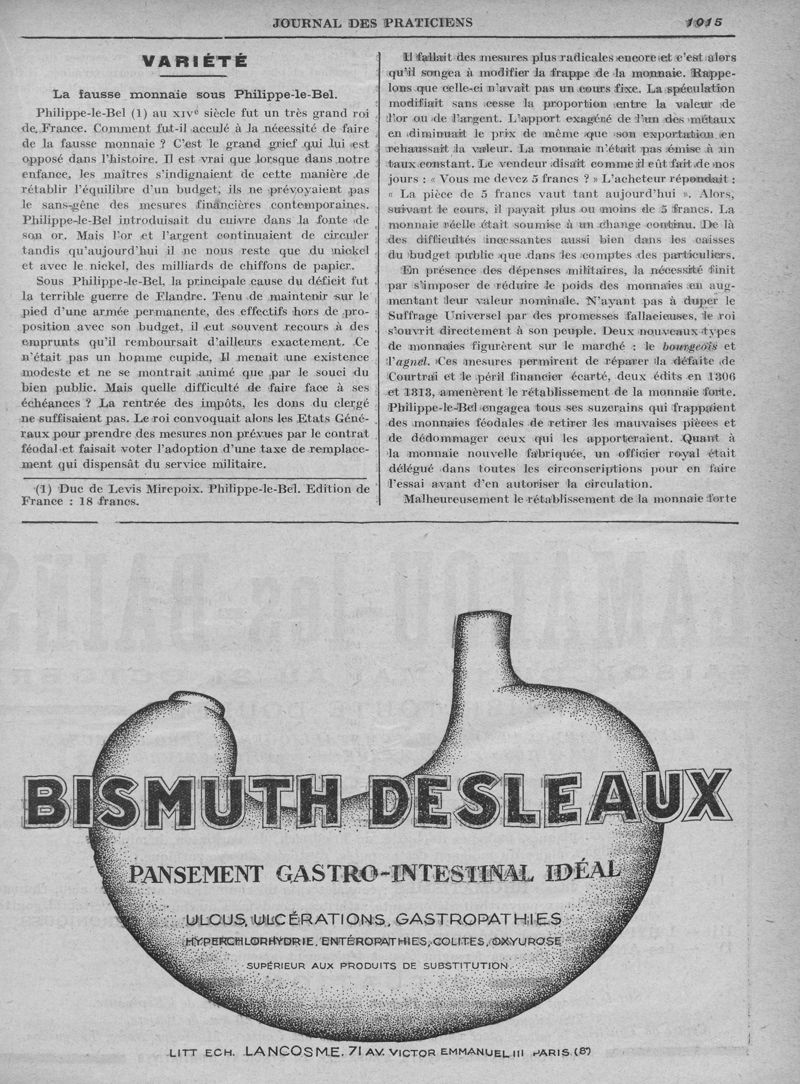 JOURNAL DES PRATICIENS 1915
VARIÉTÉ
La fausse monnaie sous Philippe-le-Bel.
Philippe-le-Bel (1) au XIVe siècle fut un très grand roi
de France. Comment fut-il acculé à la nécessité de faire
de la fausse monnaie ? C'est le grand grief qui lui est
opposé dans l'histoire. Il est vrai que lorsque dans notre
enfance, les maîtres s'indignaient de cette manière de
rétablir l'équilibre d'un budget, ils ne prévoyaient pas
le sans-gêne des mesures financières contemporaines.
Philippe-le-Bel introduisait du cuivre dans la fonte de
son or. Mais l'or et l'argent continuaient de circuler
tandis qu'aujourd'hui il ne nous reste que du nickel
et avec le nickel, des milliards de chiffons de papier.
Sous Philippe-le-Bel, la principale cause du déficit fut
la terrible guerre de Flandre. Tenu de maintenir sur le
pied d'une armée permanente, des effectifs hors de pro-
position avec son budget, il eut souvent recours à des
emprunts qu'il remboursait d'ailleurs exactement. Ce
n'était pas un homme cupide, Il menait une existence
modeste et ne se montrait animé que par le souci du
bien public. Mais quelle difficulté de faire face à ses
échéances ? La rentrée des impôts, les dons du clergé
ne suffisaient pas. Le roi convoquait alors les Etats Géné-
raux pour prendre des mesures non prévues par le contrat
féodal et faisait voter l'adoption d'une taxe de remplace-
ment qui dispensât du service militaire.
(1) Duc de Levis Mirepoix. Philippe-le-Bel. Edition de
France : 18 francs.
Il fallait des mesures plus radicales encore et c'est alors
qu'il songea à modifier la frappe de la monnaie. Rappe-
lons que celle-ci n'avait pas un cours fixe. La spéculation
modifiait sans cesse la proportion entre la valeur de
l'or ou de l'argent. L'apport exagéné de l'un des métaux
en diminuait le prix de même que son exportation en
rehaussait la valeur. La monnaie n'était pas émise à un
taux constant. Le vendeur disait comme il eût fait de nos
jours : « Vous me devez 5 francs ? » L'acheteur répondait :
« La pièce de 5 francs vaut tant aujourd'hui ». Alors,
suivant le cours, il payait plus ou moins de 5 francs. La
monnaie réelle était soumise à un change continu. De là
des difficultés incessantes aussi bien dans les caisses
du budget public que dans les comptes des particuliers.
En présence des dépenses militaires, la nécessité finit
par s'imposer de réduire le poids des monnaies en aug-
mentant leur valeur nominale. N'ayant pas à duper le
Suffrage Universel par des promesses fallacieuses, le roi
s'ouvrit directement à son peuple. Deux nouveaux types
de monnaies figurèrent sur le marché : le bourgeois et
l'agnel. Ces mesures permirent de réparer la défaite de
Courtrai et le péril financier écarté, deux édits en 1306
et 1313, amenèrent le rétablissement de la monnaie forte.
Philippe-le-Bel engagea tous ses suzerains qui frappaient
des monnaies féodales de retirer les mauvaises pièces et
de dédommager ceux qui les apporteraient. Quant à
la monnaie nouvelle fabriquée, un officier royal était
délégué dans toutes les circonscriptions pour en faire
l'essai avant d'en autoriser la circulation.
Malheureusement le rétablissement de la monnaie forte
BISMUTH DESLEAUX
PANSEMENT GASTRO-INTESTINAL IDÉAL
ULCUS, ULCÉRATIONS, GASTROPATHIES
HYPERCHLORHYDRIE, ENTÉROPATHIES, COLITES, OXYUROSE
SUPÉRIEUR AUX PRODUITS DE SUBSTITUTION
LITT ECH. LANCOSME. 71 AV. VICTOR EMMANUEL III PARIS (8e)